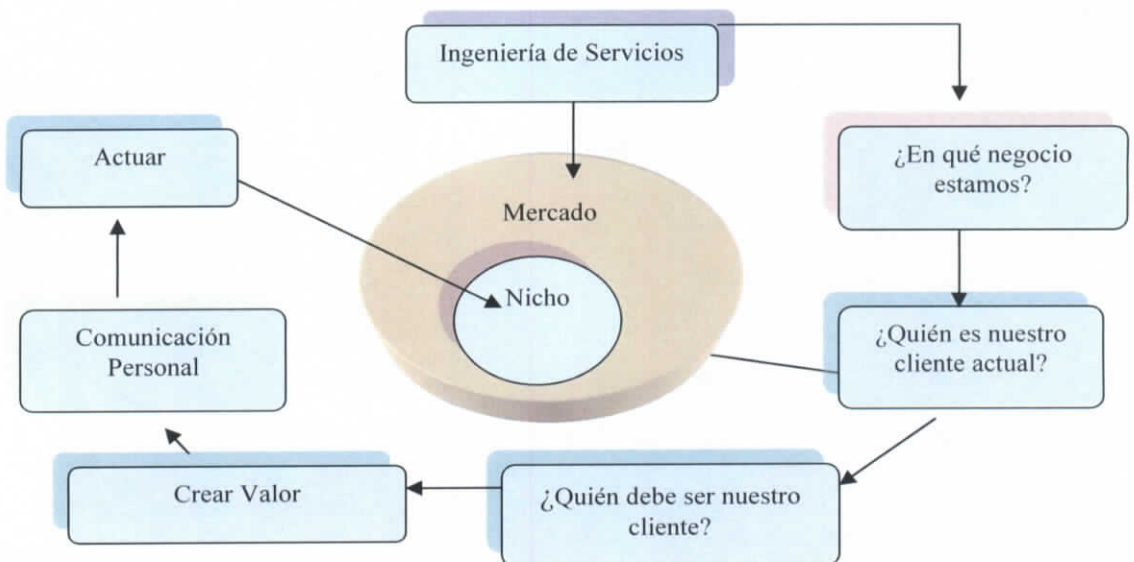 Ingeniería de Servicios
¿En qué negocio
estamos?
¿Quién es nuestro
cliente actual?
¿Quién debe ser nuestro
cliente?
Crear Valor
Comunicación
Personal
Actuar
Mercado
Nicho